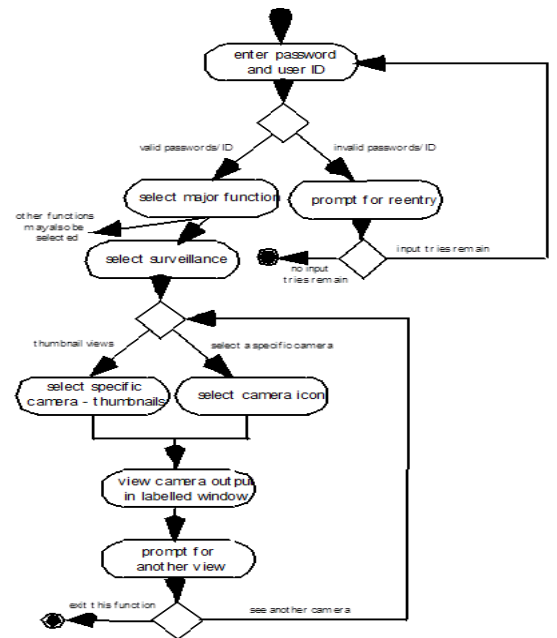 enter password
and user ID
valid passwords/ID
invalid passwords/ID
select major function
prompt for reentry
other functions
may also be
selected
input tries remain
no input
tries remain
select surveillance
thumbnail views
select a specific camera
select specific
camera - thumbnails
select camera icon
view camera output
in labelled window
prompt for
another view
exit this function
see another camera